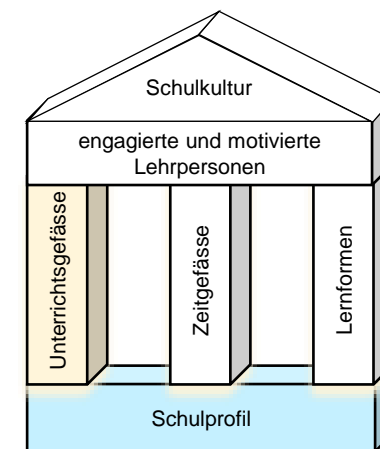 Schulkultur
engagierte und motivierte
Lehrpersonen
Unterrichtsgefässe
Zeitgefässe
Lernformen
Schulprofil